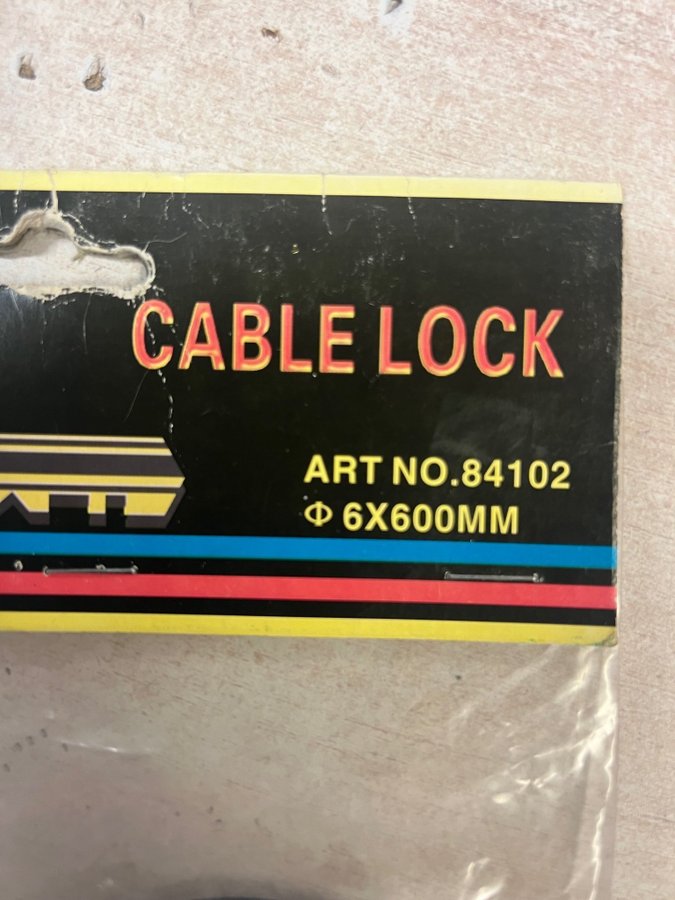 CABLE LOCK
ART NO.84102
Φ 6X600MM